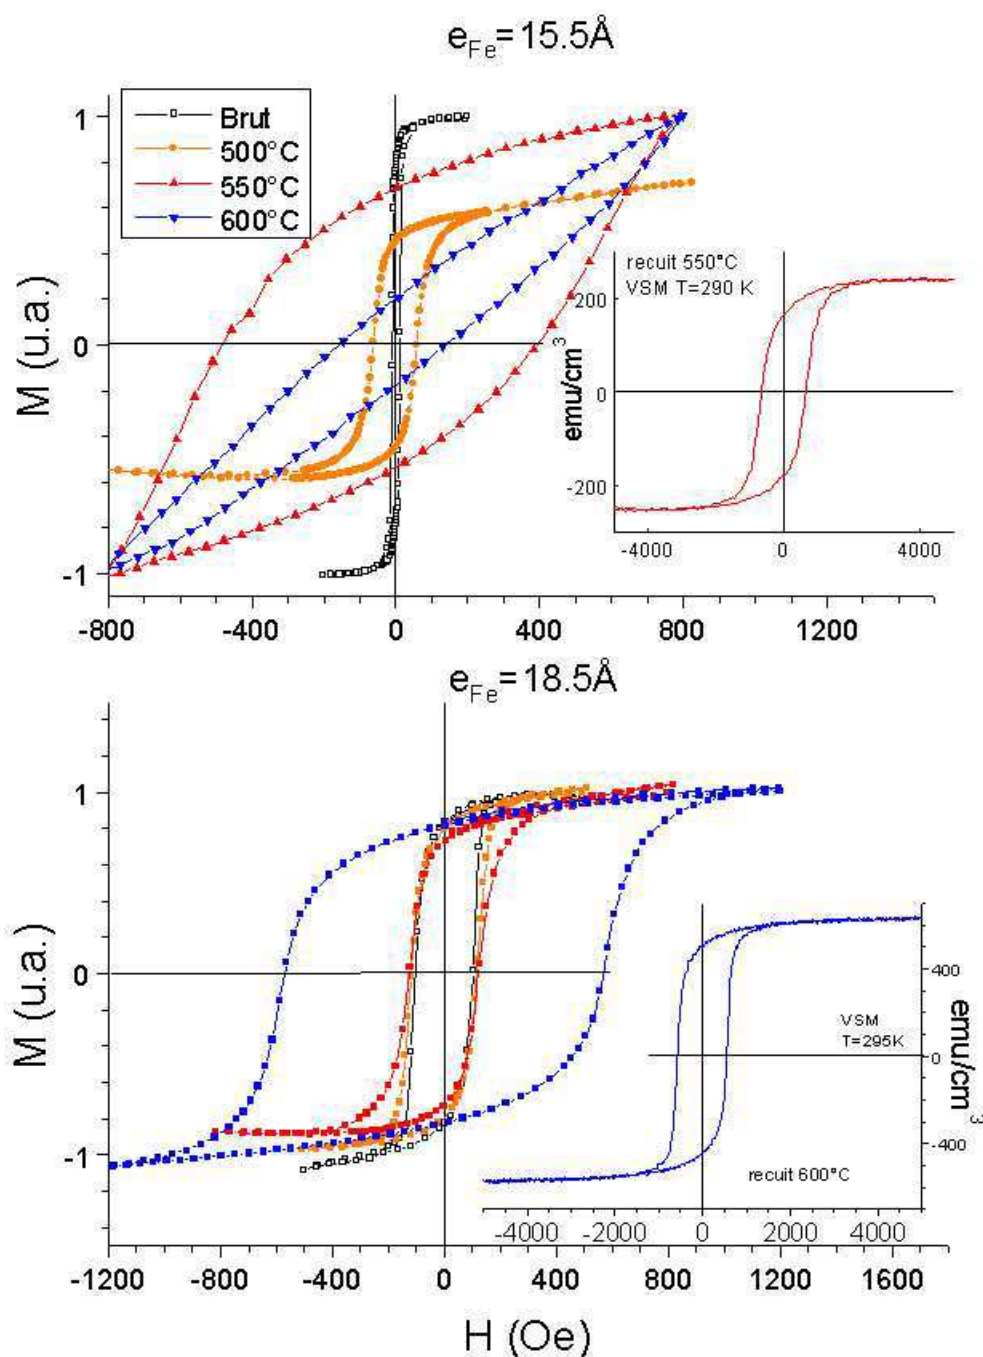 e_Fe=15.5Å
Brut
500°C
550°C
600°C
M (u.a.)
1
0
-1
-800 -400 0 400 800 1200
recuit 550°C
VSM T=290 K
emu/cm³
200
0
-200
-4000 0 4000
e_Fe=18.5Å
M (u.a.)
1
0
-1
-1200 -800 -400 0 400 800 1200 1600
VSM
T=295K
recuit 600°C
emu/cm³
400
0
-400
-4000 -2000 0 2000 4000
H (Oe)